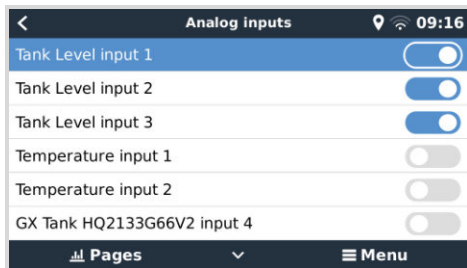 Analog inputs 09:16
Tank Level input 1
Tank Level input 2
Tank Level input 3
Temperature input 1
Temperature input 2
GX Tank HQ2133G66V2 input 4
Pages Menu